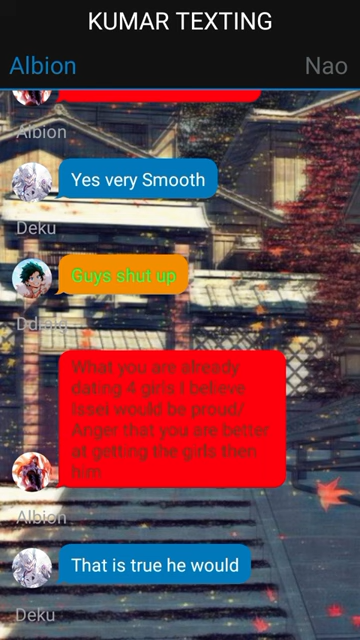 KUMAR TEXTING
Albion
Nao
Albion
Yes very Smooth
Deku
Guys shut up
What you are already
dating 4 girls I believe
Issei would be proud/
Anger that you are better
at getting the girls then
him
Albion
That is true he would
Deku